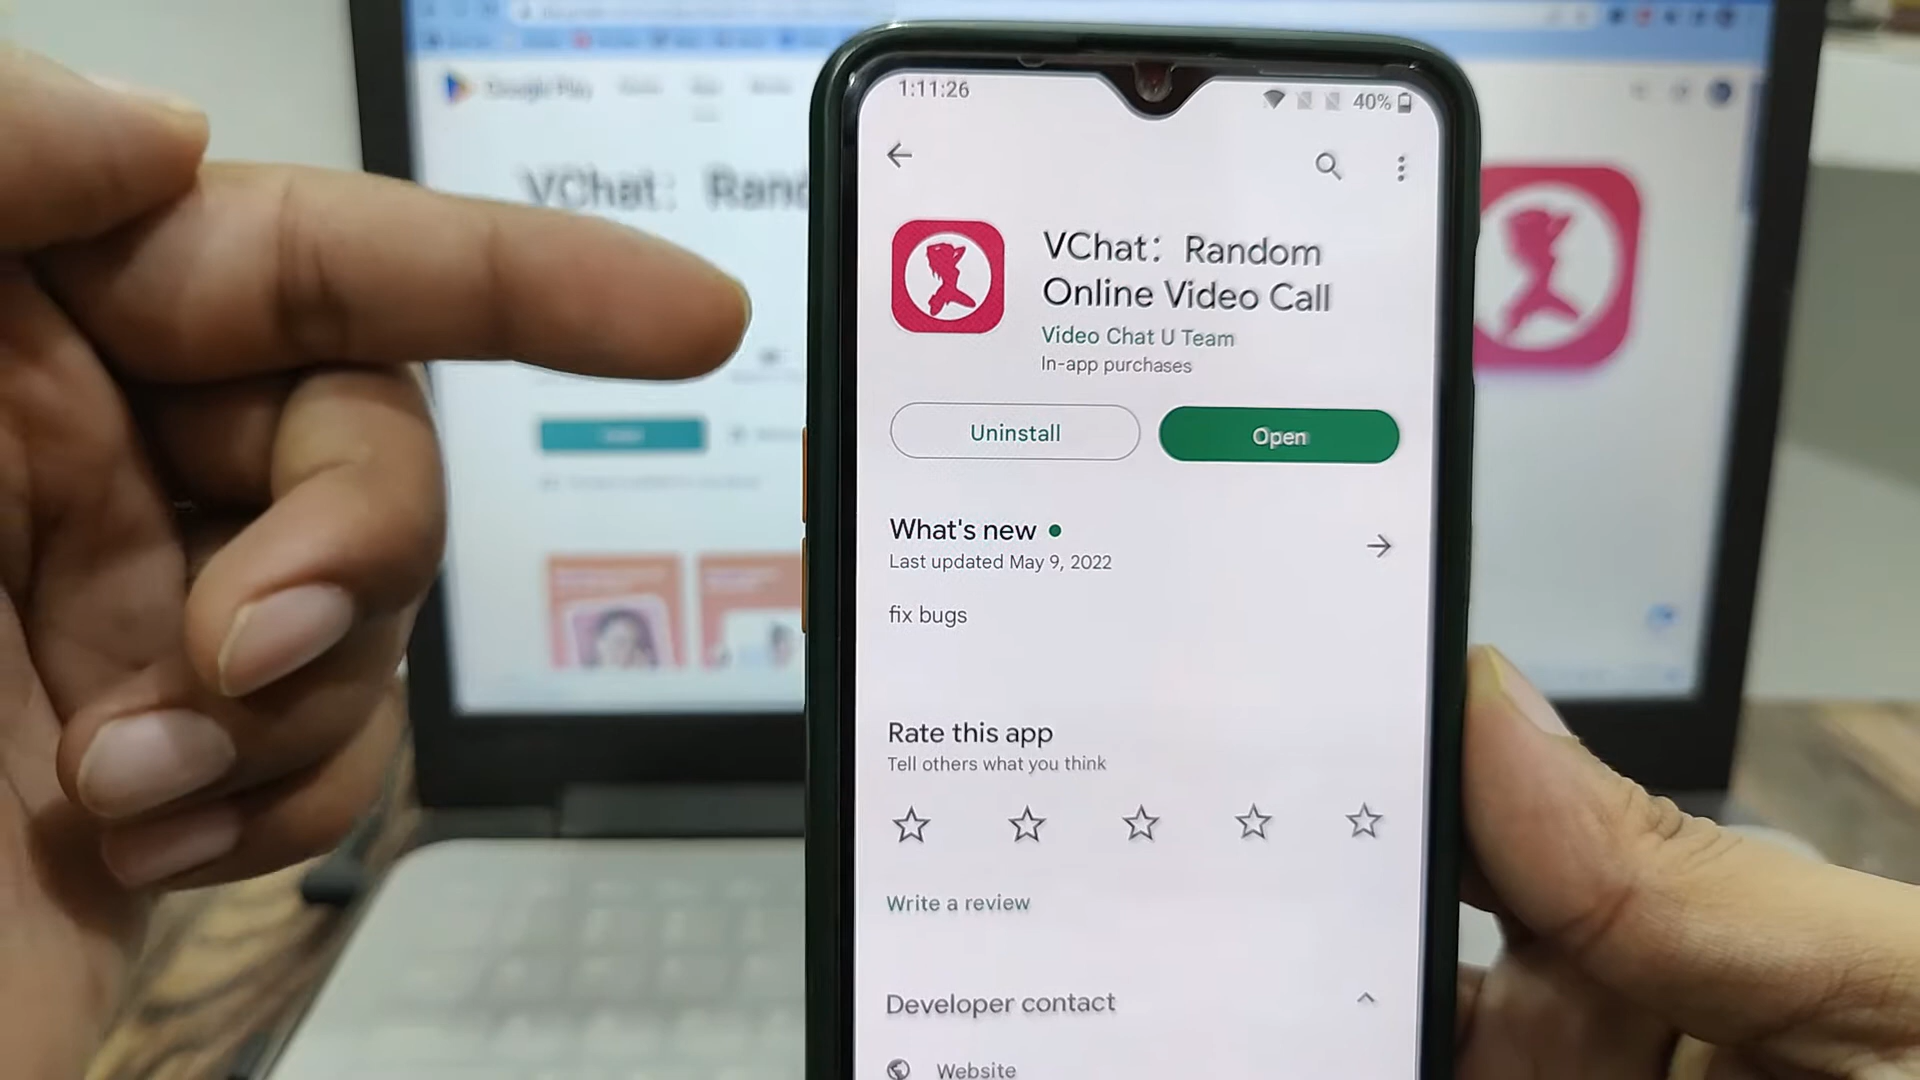 Google Play
VChat： Rand
1:11:26
40%
VChat： Random
Online Video Call
Video Chat U Team
In-app purchases
Uninstall
Open
What's new
Last updated May 9, 2022
fix bugs
Rate this app
Tell others what you think
Write a review
Developer contact
Website